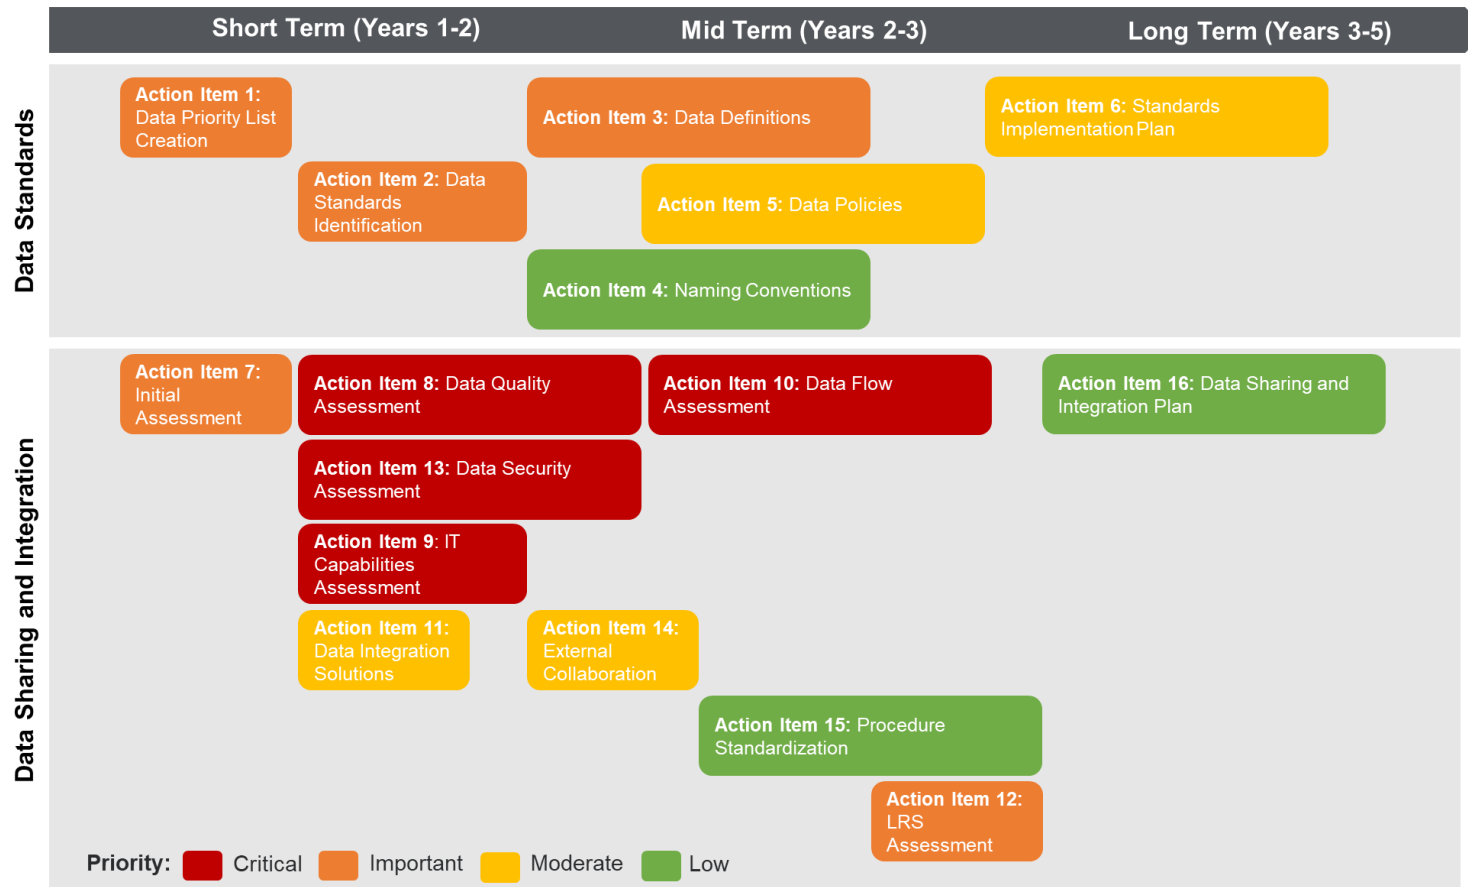 Short Term (Years 1-2)
Mid Term (Years 2-3)
Long Term (Years 3-5)
Data Standards
Action Item 1:
Data Priority List
Creation
Action Item 3: Data Definitions
Action Item 6: Standards
Implementation Plan
Action Item 2: Data
Standards
Identification
Action Item 5: Data Policies
Action Item 4: Naming Conventions
Data Sharing and Integration
Action Item 7:
Initial
Assessment
Action Item 8: Data Quality
Assessment
Action Item 10: Data Flow
Assessment
Action Item 16: Data Sharing and
Integration Plan
Action Item 13: Data Security
Assessment
Action Item 9: IT
Capabilities
Assessment
Action Item 11:
Data Integration
Solutions
Action Item 14:
External
Collaboration
Action Item 15: Procedure
Standardization
Action Item 12:
LRS
Assessment
Priority:
Critical
Important
Moderate
Low